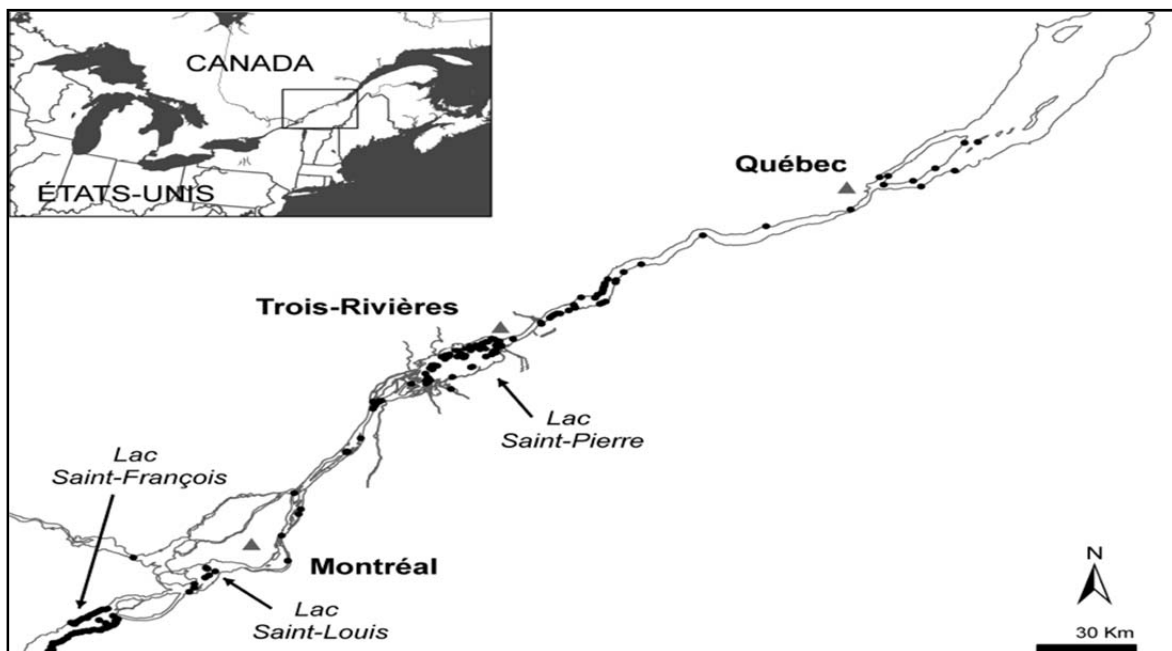 CANADA
ÉTATS-UNIS
Québec
Trois-Rivières
Lac
Saint-Pierre
Lac
Saint-François
Montréal
Lac
Saint-Louis
N
30 Km